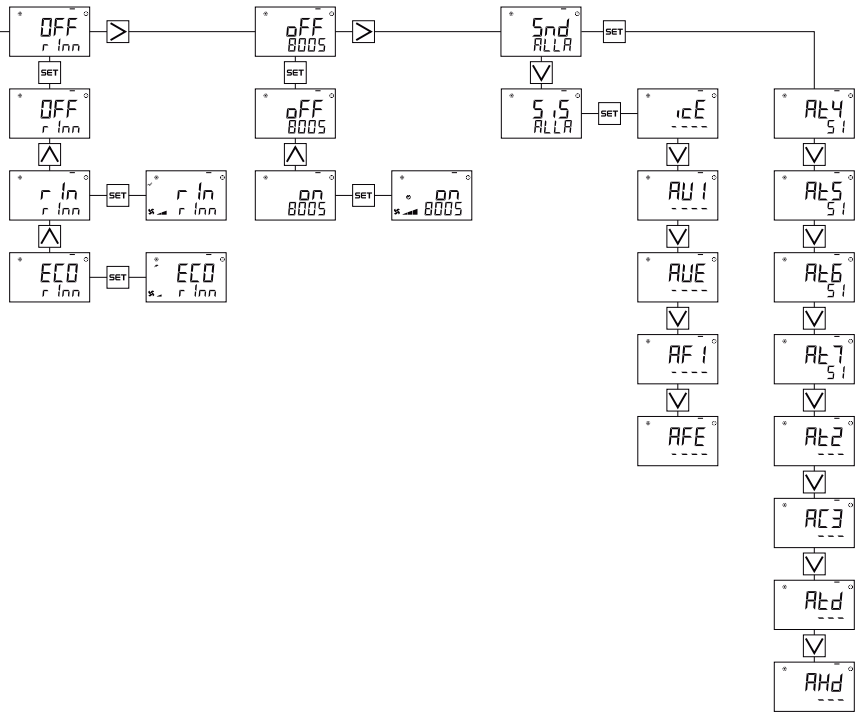 OFF
r Inn
SET
OFF
r Inn
r In
r Inn
SET
r In
r Inn
ECO
r Inn
SET
ECO
r Inn
oFF
BOOS
SET
oFF
BOOS
on
BOOS
SET
on
BOOS
Snd
ALLA
SET
SiS
ALLA
SET
icE
----
AU1
----
AUE
----
AF1
----
AFE
----
At4
S1
At5
S1
At6
S1
At7
S1
At2
---
AC3
---
Atd
---
AHd
---